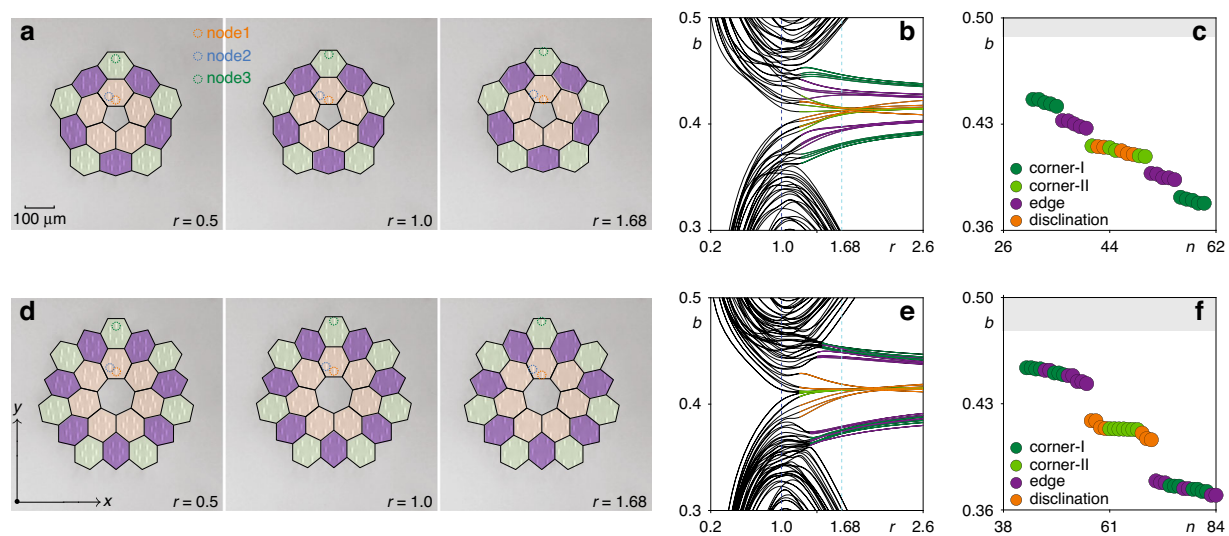 a
node1
node2
node3
100 μm
r = 0.5
r = 1.0
r = 1.68
b
0.5
b
0.4
0.3
0.2
1.0
1.68
r
2.6
c
0.50
b
0.43
0.36
corner-I
corner-II
edge
disclination
26
44
n
62
d
y
x
r = 0.5
r = 1.0
r = 1.68
e
0.5
b
0.4
0.3
0.2
1.0
1.68
r
2.6
f
0.50
b
0.43
0.36
corner-I
corner-II
edge
disclination
38
61
n
84